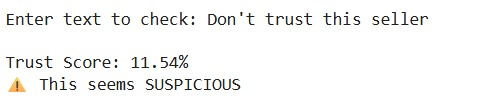 Enter text to check: Don't trust this seller
Trust Score: 11.54%
⚠️ This seems SUSPICIOUS